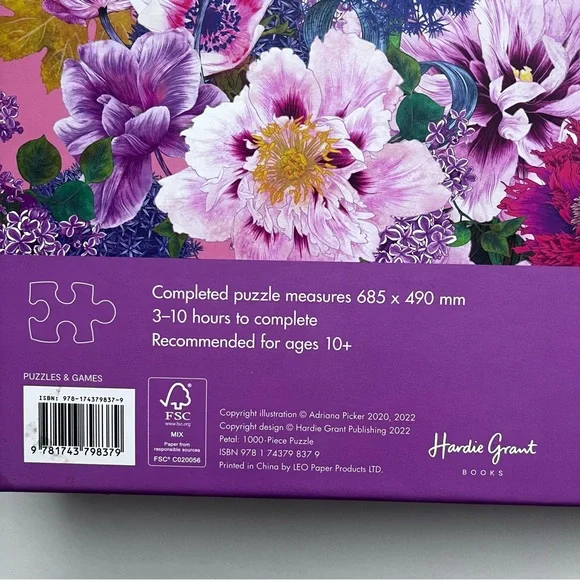 Completed puzzle measures 685 x 490 mm
3–10 hours to complete
Recommended for ages 10+
PUZZLES & GAMES
ISBN: 978-174379837-9
9 781743 798379
FSC
www.fsc.org
MIX
Paper from
responsible sources
FSC® C020056
Copyright illustration © Adriana Picker 2020, 2022
Copyright design © Hardie Grant Publishing 2022
Petal: 1000-Piece Puzzle
ISBN 978 1 74379 837 9
Printed in China by LEO Paper Products LTD.
Hardie Grant
BOOKS